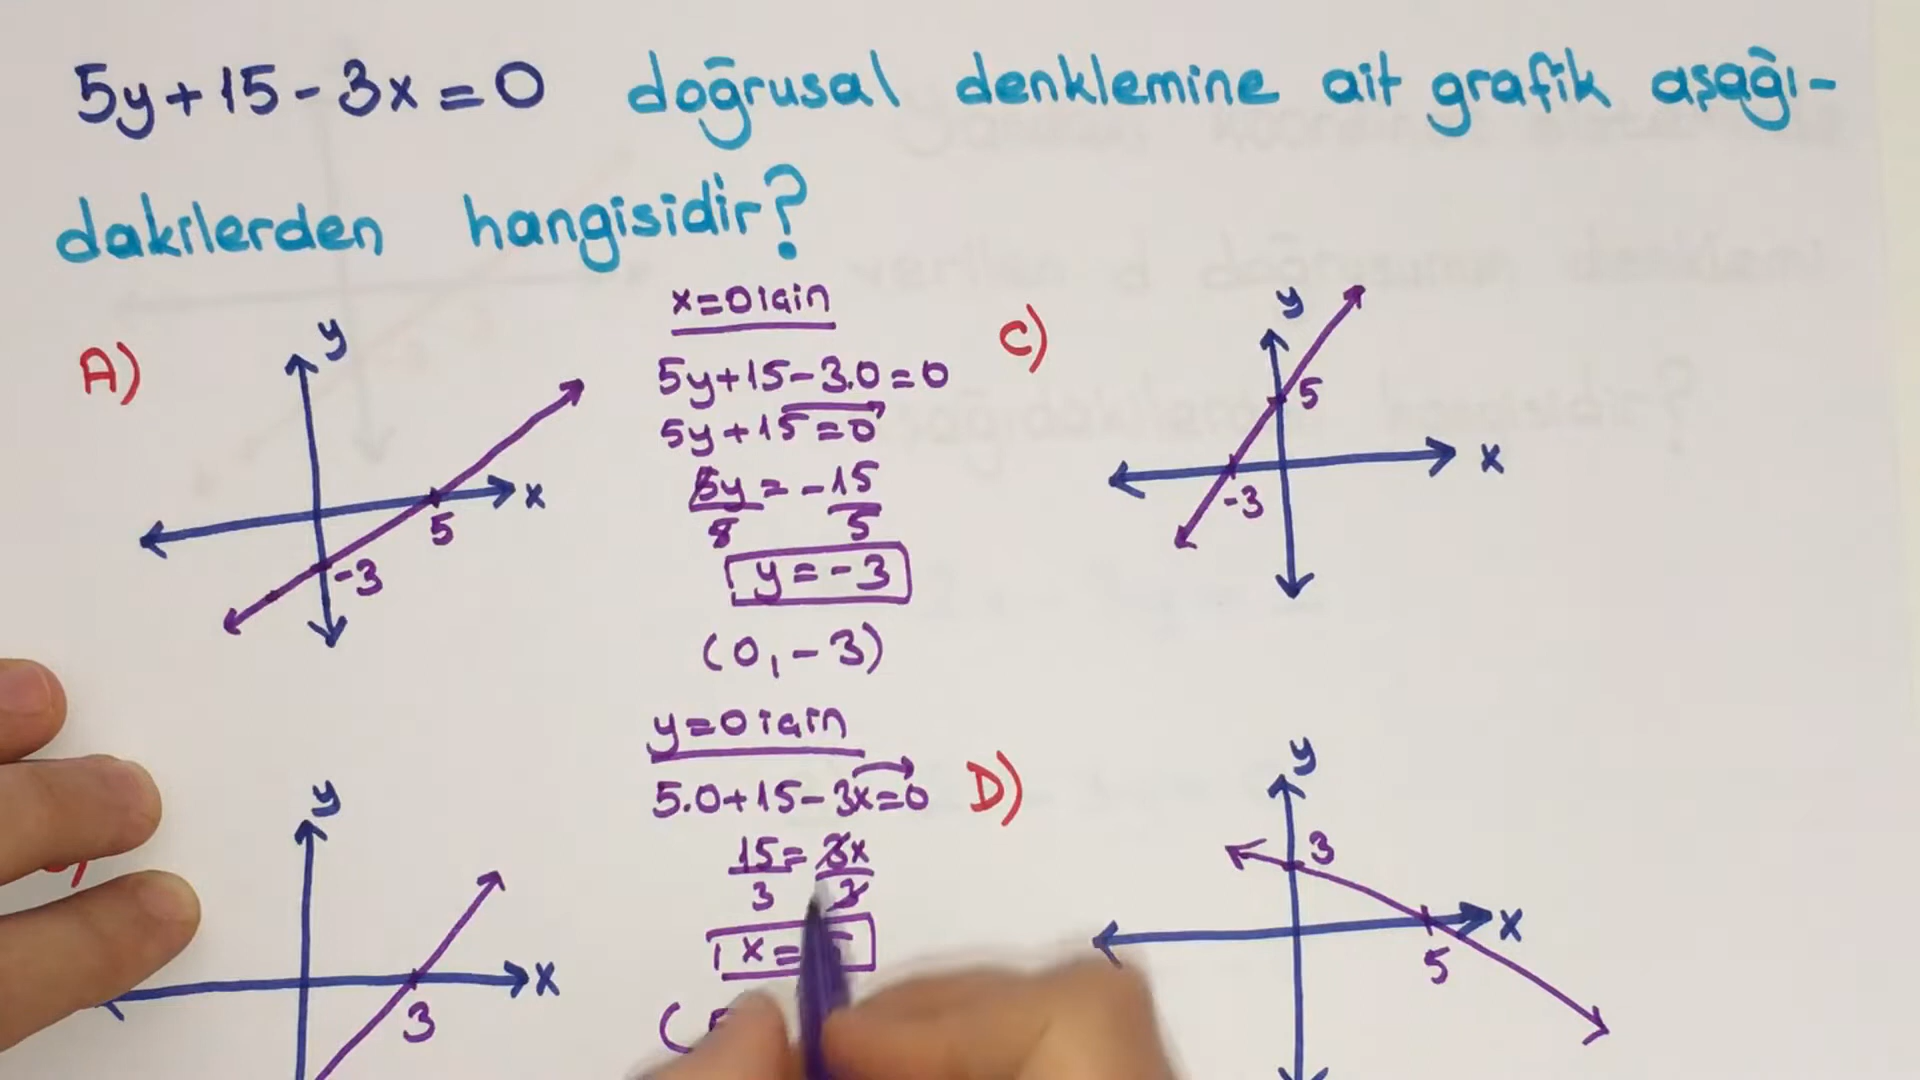 5y+15-3x=0 doğrusal denklemine ait grafik aşağı-
dakilerden hangisidir?
A)
y
x
5
-3
x=0 için
5y+15-3.0=0
5y+15=0
5y/5=-15/5
y=-3
(0,-3)
y=0 için
5.0+15-3x=0
15/3=3x/3
x=
(
y
x
3
C)
y
5
x
-3
D)
y
3
x
5